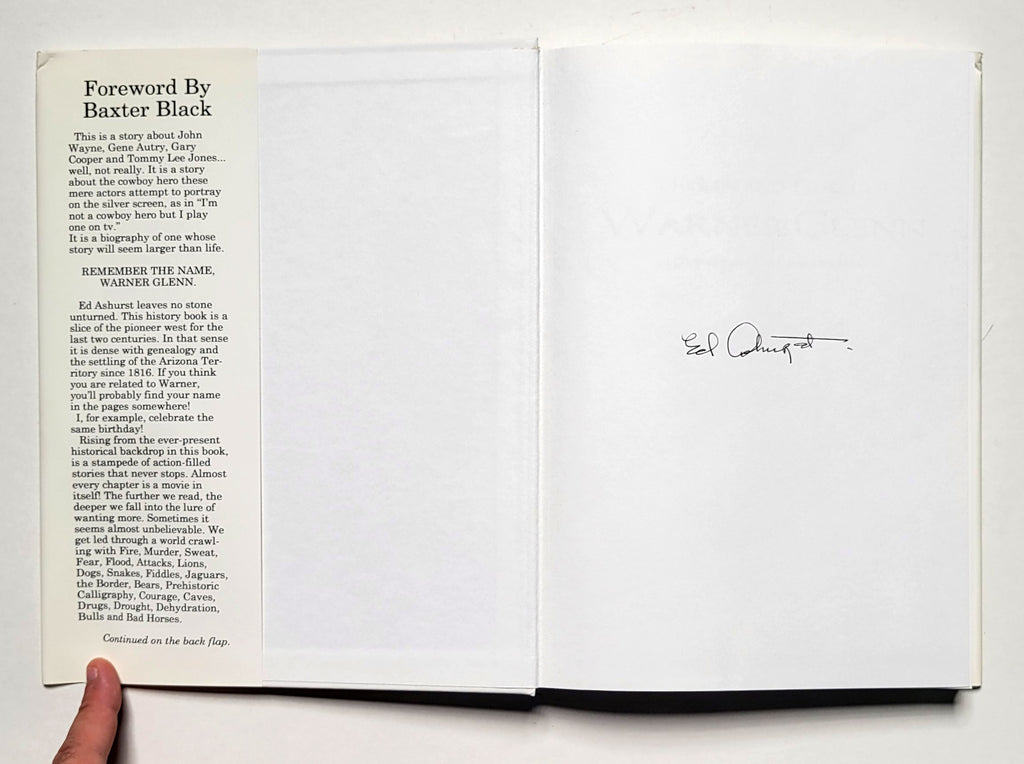 Foreword By
Baxter Black
This is a story about John
Wayne, Gene Autry, Gary
Cooper and Tommy Lee Jones...
well, not really. It is a story
about the cowboy hero these
mere actors attempt to portray
on the silver screen, as in “I'm
not a cowboy hero but I play
one on tv.”
It is a biography of one whose
story will seem larger than life.
REMEMBER THE NAME,
WARNER GLENN.
Ed Ashurst leaves no stone
unturned. This history book is a
slice of the pioneer west for the
last two centuries. In that sense
it is dense with genealogy and
the settling of the Arizona Ter-
ritory since 1816. If you think
you are related to Warner,
you'll probably find your name
in the pages somewhere!
I, for example, celebrate the
same birthday!
Rising from the ever-present
historical backdrop in this book,
is a stampede of action-filled
stories that never stops. Almost
every chapter is a movie in
itself! The further we read, the
deeper we fall into the lure of
wanting more. Sometimes it
seems almost unbelievable. We
get led through a world crawl-
ing with Fire, Murder, Sweat,
Fear, Flood, Attacks, Lions,
Dogs, Snakes, Fiddles, Jaguars,
the Border, Bears, Prehistoric
Calligraphy, Courage, Caves,
Drugs, Drought, Dehydration,
Bulls and Bad Horses.
Continued on the back flap.
Ed Ashurst